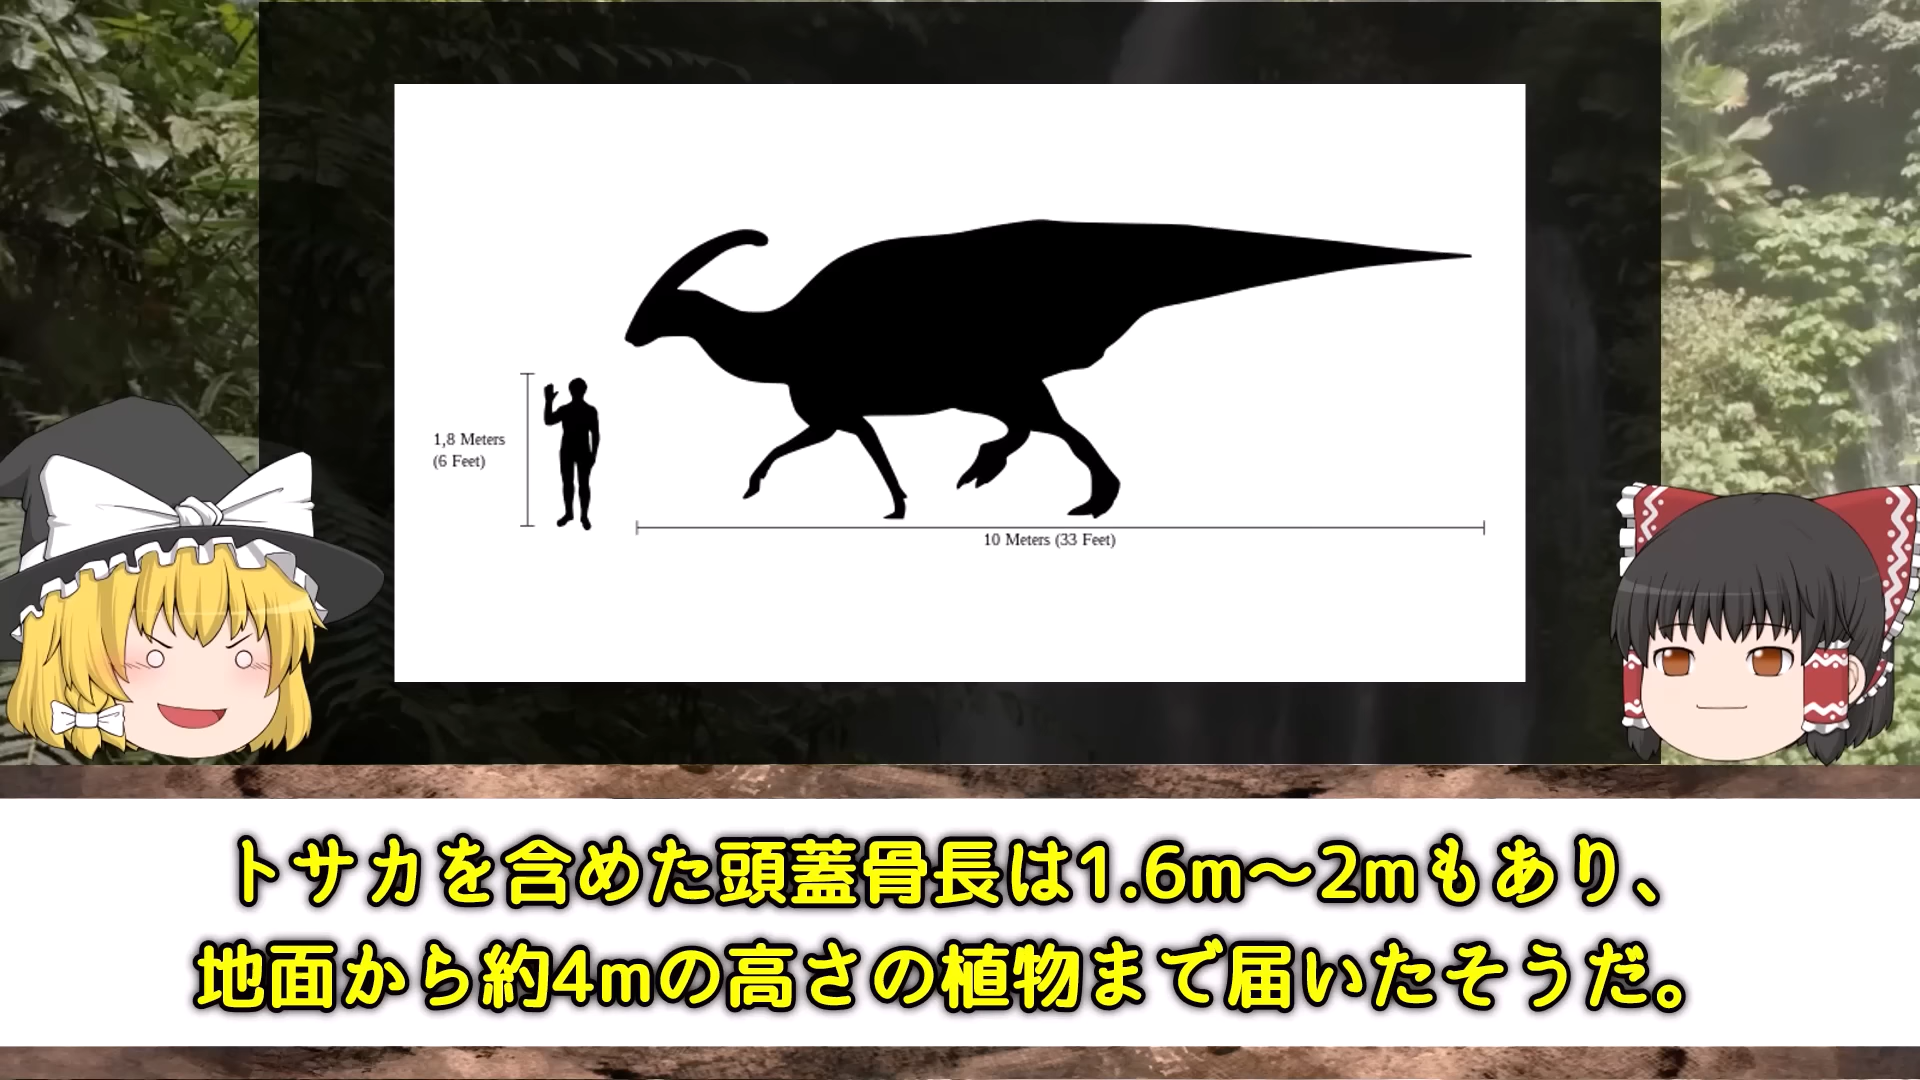 1,8 Meters
(6 Feet)
10 Meters (33 Feet)
トサカを含めた頭蓋骨長は1.6m～2mもあり、
地面から約4mの高さの植物まで届いたそうだ。